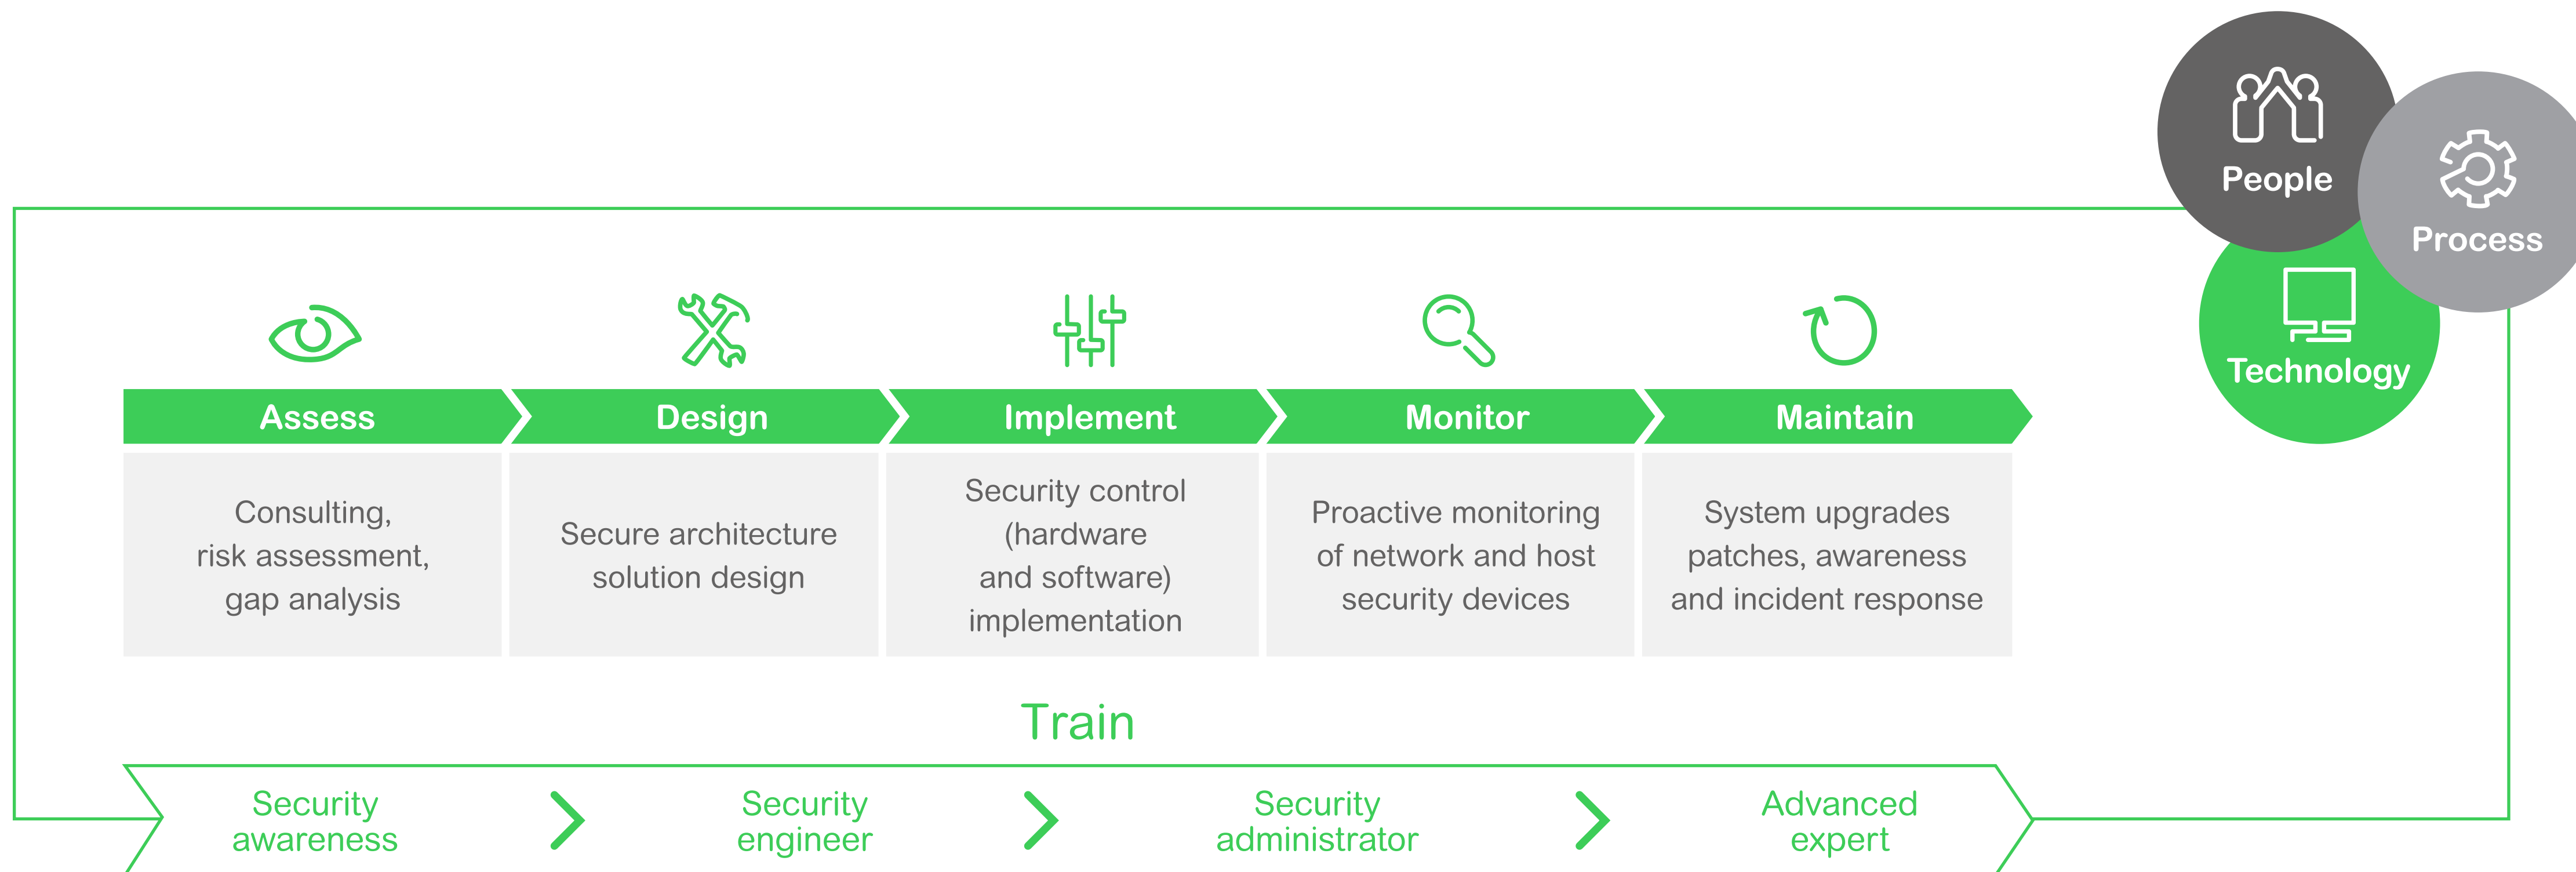 People
Process
Technology
Assess
Design
Implement
Monitor
Maintain
Consulting,
risk assessment,
gap analysis
Secure architecture
solution design
Security control
(hardware
and software)
implementation
Proactive monitoring
of network and host
security devices
System upgrades
patches, awareness
and incident response
Train
Security
awareness
Security
engineer
Security
administrator
Advanced
expert